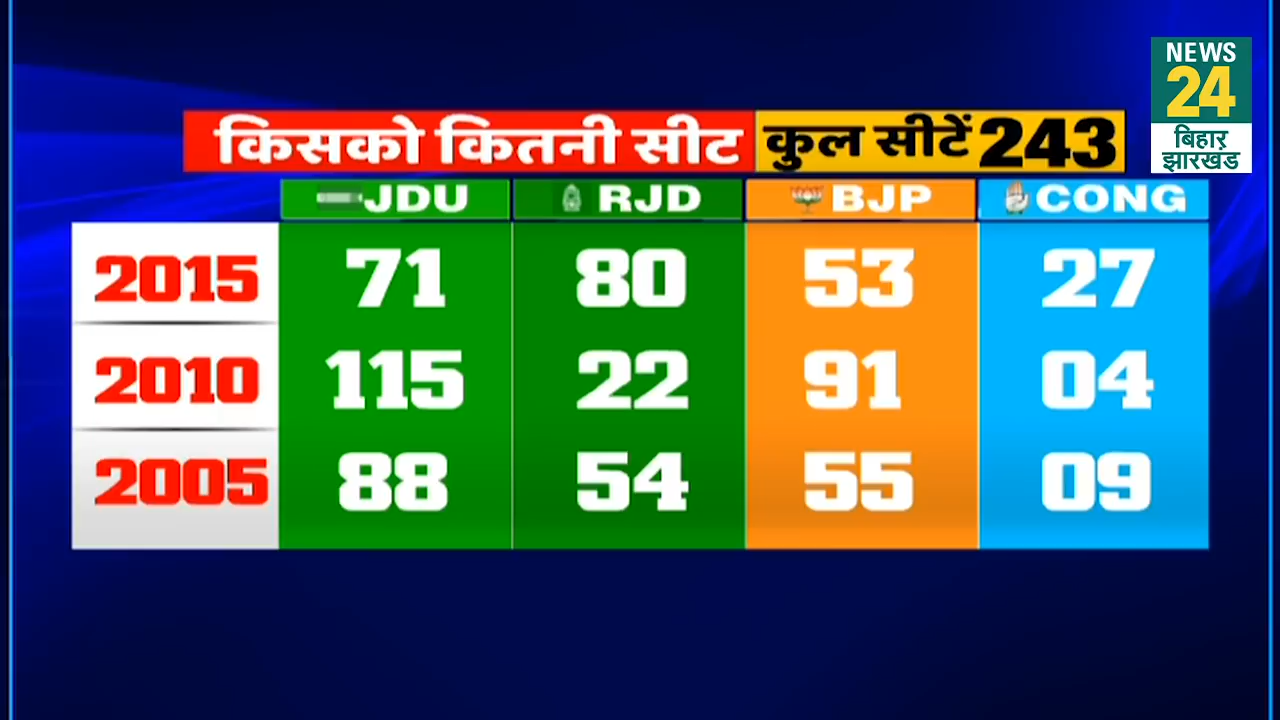 NEWS
24
बिहार
झारखंड
किसको कितनी सीट कुल सीटें 243
JDU RJD BJP CONG
2015 71 80 53 27
2010 115 22 91 04
2005 88 54 55 09